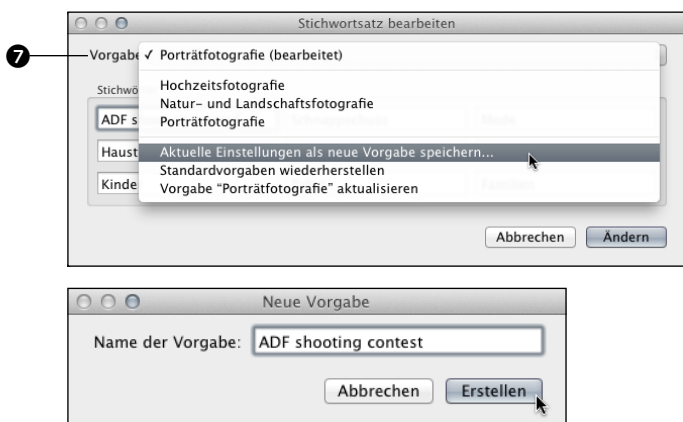 Stichwortsatz bearbeiten
7
Vorgabe ✓ Porträtfotografie (bearbeitet)
Hochzeitsfotografie
Stichwö
Natur- und Landschaftsfotografie
ADF s
Porträtfotografie
Haust
Aktuelle Einstellungen als neue Vorgabe speichern...
Standardvorgaben wiederherstellen
Kinde
Vorgabe “Porträtfotografie” aktualisieren
Abbrechen
Ändern
Neue Vorgabe
Name der Vorgabe: ADF shooting contest
Abbrechen
Erstellen